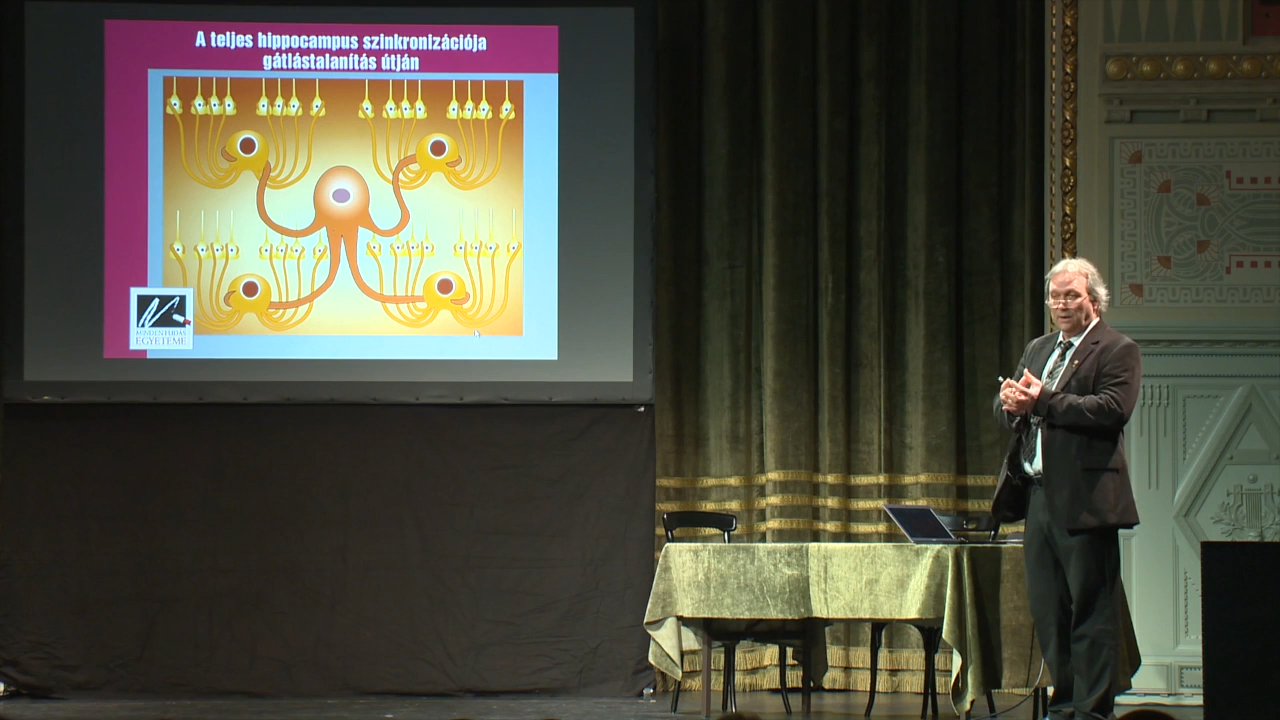 A teljes hippocampus szinkronizációja
gátlástalanítás útján
MINDENTUDÁS
EGYETEME